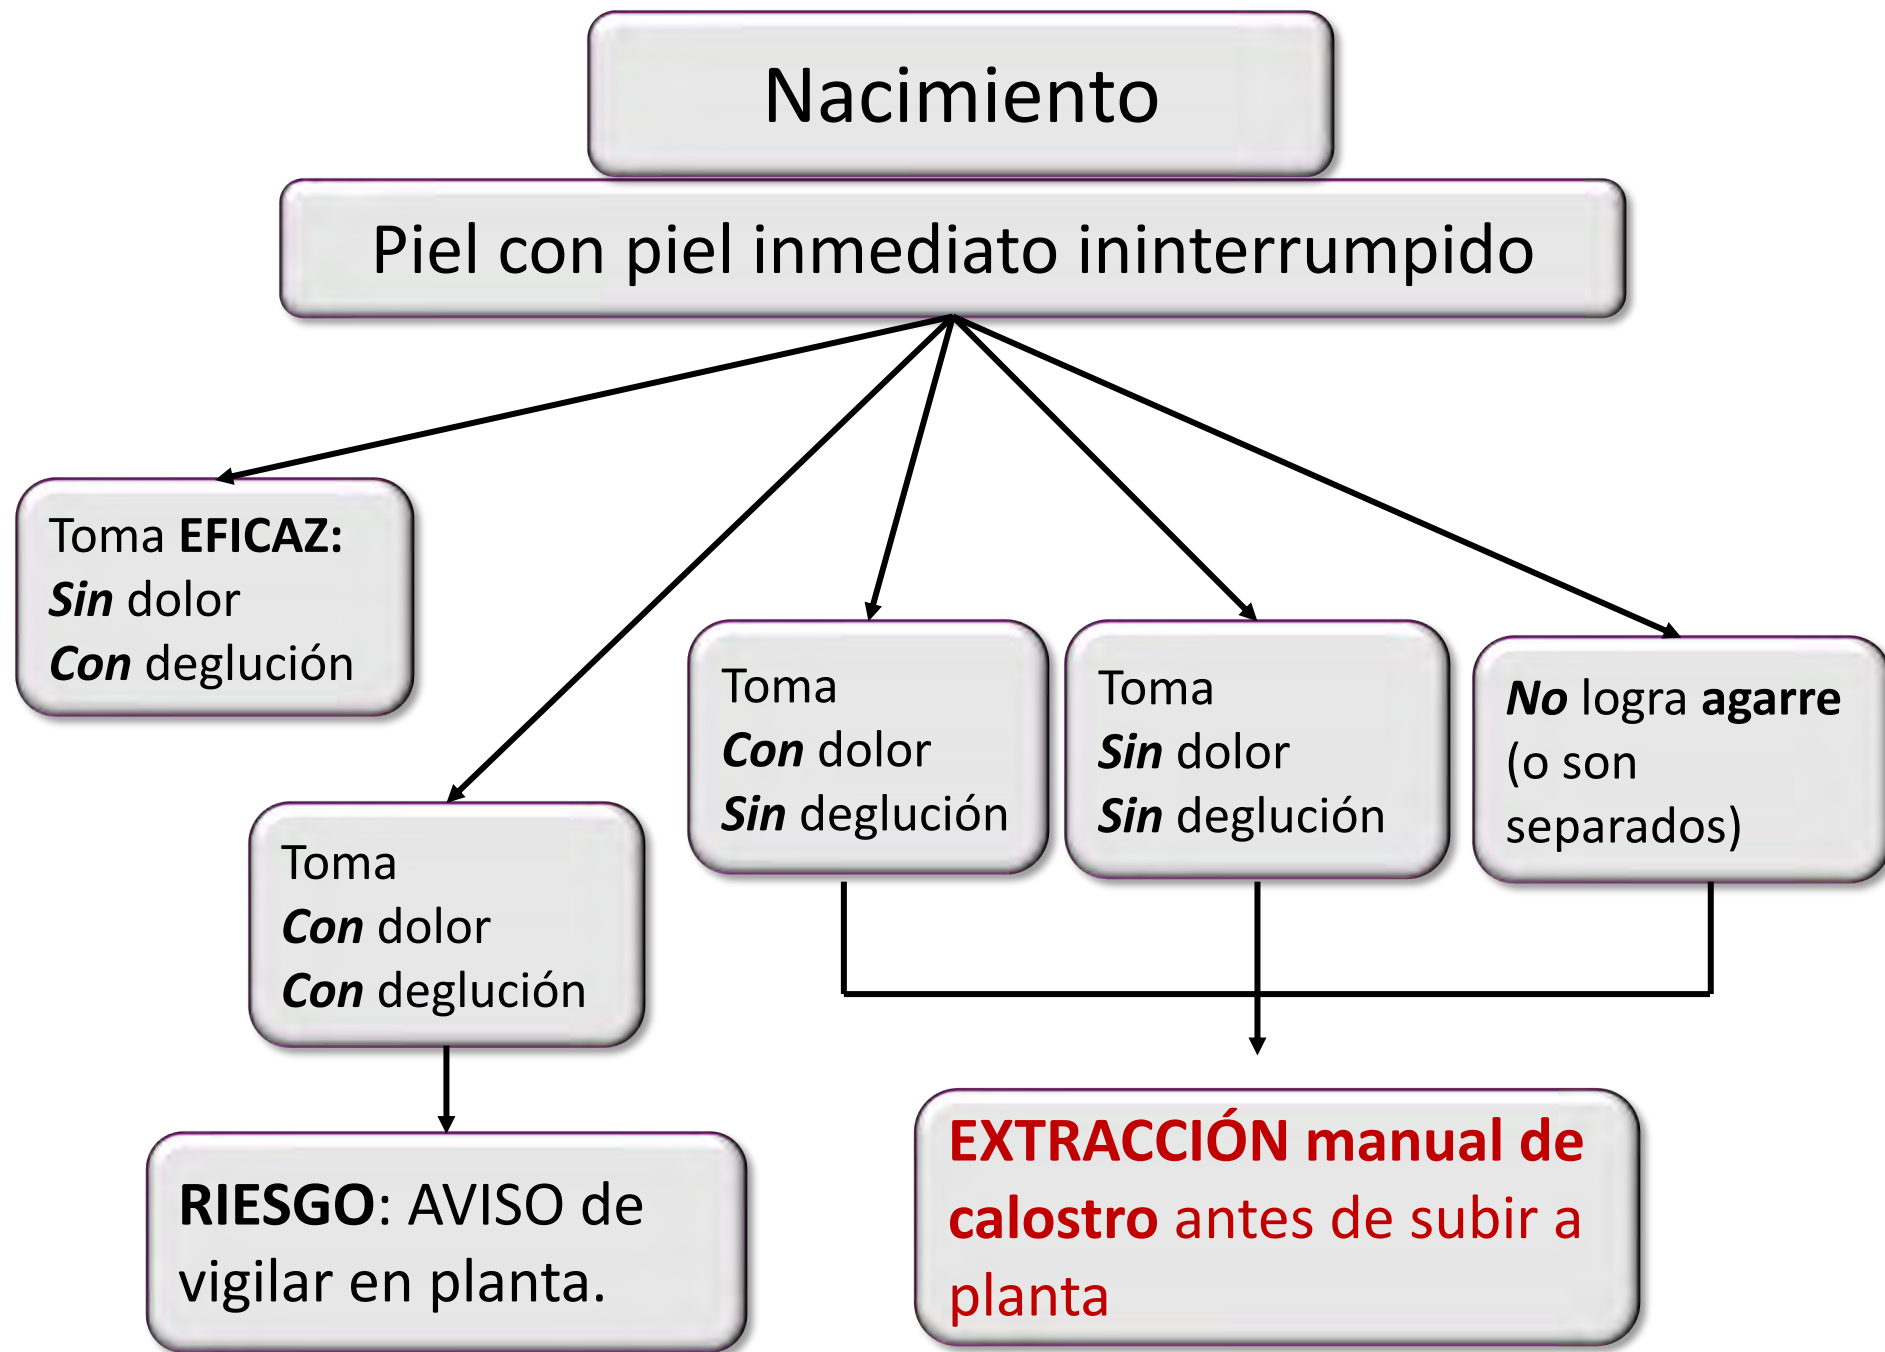 Nacimiento
Piel con piel inmediato ininterrumpido
Toma EFICAZ:
Sin dolor
Con deglución
Toma
Con dolor
Con deglución
Toma
Con dolor
Sin deglución
Toma
Sin dolor
Sin deglución
No logra agarre
(o son
separados)
RIESGO: AVISO de
vigilar en planta.
EXTRACCIÓN manual de
calostro antes de subir a
planta